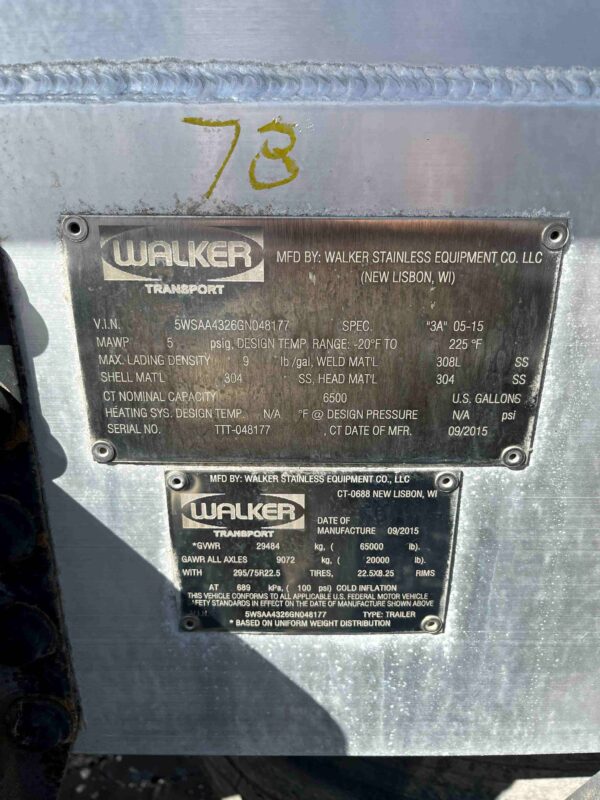 78
WALKER
TRANSPORT
MFD BY: WALKER STAINLESS EQUIPMENT CO. LLC
(NEW LISBON, WI)
V.I.N. 5WSAA4326GN048177 SPEC. "3A" 05-15
MAWP 5 psig, DESIGN TEMP. RANGE: -20°F TO 225 °F
MAX. LADING DENSITY 9 lb/gal, WELD MAT'L 308L SS
SHELL MAT'L 304 SS, HEAD MAT'L 304 SS
CT NOMINAL CAPACITY 6500 U.S. GALLONS
HEATING SYS. DESIGN TEMP. N/A °F @ DESIGN PRESSURE N/A psi
SERIAL NO. TTT-048177 , CT DATE OF MFR. 09/2015
MFD BY: WALKER STAINLESS EQUIPMENT CO., LLC
CT-0688 NEW LISBON, WI
WALKER
TRANSPORT
DATE OF
MANUFACTURE 09/2015
*GVWR 29484 kg, ( 65000 lb).
GAWR ALL AXLES 9072 kg, ( 20000 lb).
WITH 295/75R22.5 TIRES, 22.5X8.25 RIMS
AT 689 kPa, ( 100 psi) COLD INFLATION
THIS VEHICLE CONFORMS TO ALL APPLICABLE U.S. FEDERAL MOTOR VEHICLE
SAFETY STANDARDS IN EFFECT ON THE DATE OF MANUFACTURE SHOWN ABOVE
5WSAA4326GN048177 TYPE: TRAILER
* BASED ON UNIFORM WEIGHT DISTRIBUTION